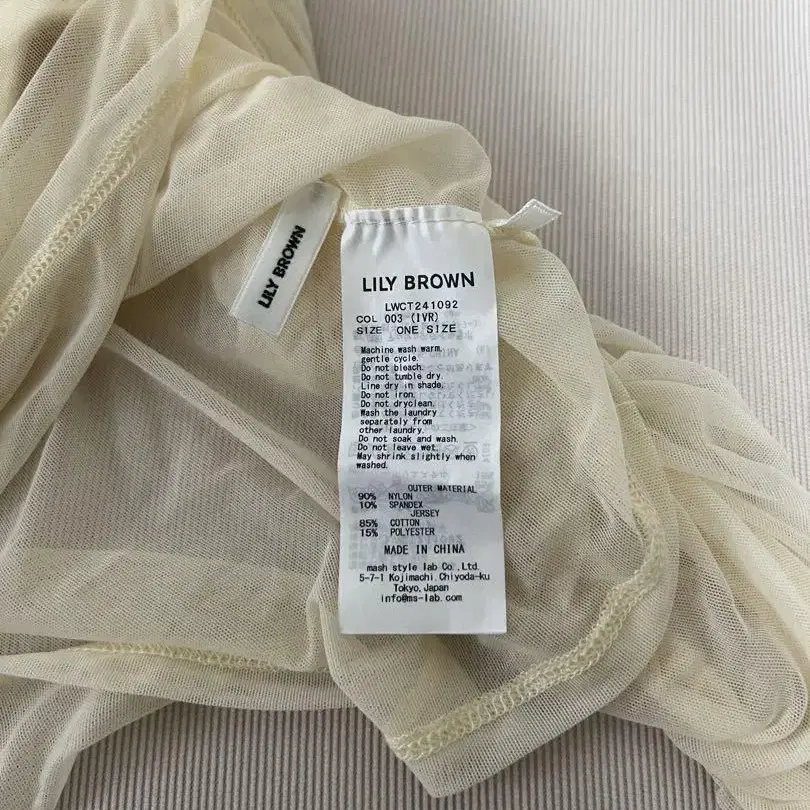 LILY BROWN
LILY BROWN
LWCT241092
COL 003 (IVR)
SIZE ONE SIZE
Machine wash warm,
gentle cycle.
Do not bleach.
Do not tumble dry.
Line dry in shade.
Do not iron.
Do not dryclean.
Wash the laundry
separately from
other laundry.
Do not soak and wash.
Do not leave wet.
May shrink slightly when
washed.
OUTER MATERIAL
90% NYLON
10% SPANDEX
JERSEY
85% COTTON
15% POLYESTER
MADE IN CHINA
mash style lab Co.,Ltd.
5-7-1 Kojimachi,Chiyoda-ku
Tokyo,Japan
info@ms-lab.com